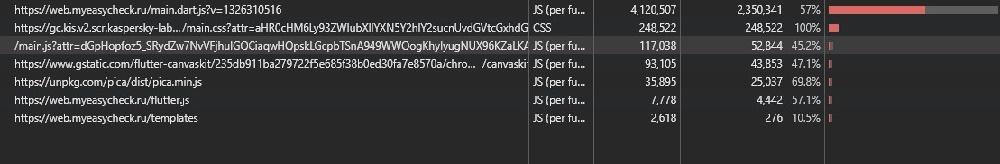 https://web.myeasycheck.ru/main.dart.js?v=1326310516 JS (per fu... 4,120,507 2,350,341 57%
https://gc.kis.v2.scr.kaspersky-lab.../main.css?attr=aHR0cHM6Ly93ZWIubXllYXN5Y2hlY2sucnUvdGVtcGxhdG CSS 248,522 248,522 100%
/main.js?attr=dGpHopfoz5_SRydZw7NvVFjhuIGQCiaqwHQpskLGcpbTSnA949WWQogKhyIyugNUX96KZaLKA JS (per fu... 117,038 52,844 45.2%
https://www.gstatic.com/flutter-canvaskit/235db911ba279722f5e685f38b0ed30fa7e8570a/chro... /canvaskit JS (per fu... 93,105 43,853 47.1%
https://unpkg.com/pica/dist/pica.min.js JS (per fu... 35,895 25,037 69.8%
https://web.myeasycheck.ru/flutter.js JS (per fu... 7,778 4,442 57.1%
https://web.myeasycheck.ru/templates JS (per fu... 2,618 276 10.5%